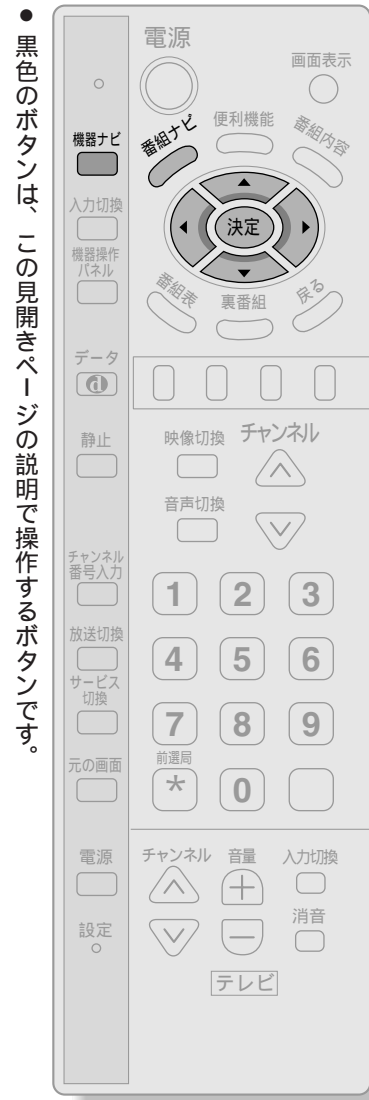 ● 黒色のボタンは、この見開きページの説明で操作するボタンです。
電源
画面表示
機器ナビ
番組ナビ
便利機能
番組内容
入力切換
決定
機器操作
パネル
番組表
裏番組
戻る
データ
d
静止
映像切換
チャンネル
音声切換
チャンネル
番号入力
1 2 3
放送切換
4 5 6
サービス
切換
7 8 9
元の画面
前選局
* 0
電源
チャンネル
音量
入力切換
+
消音
−
設定
テレビ